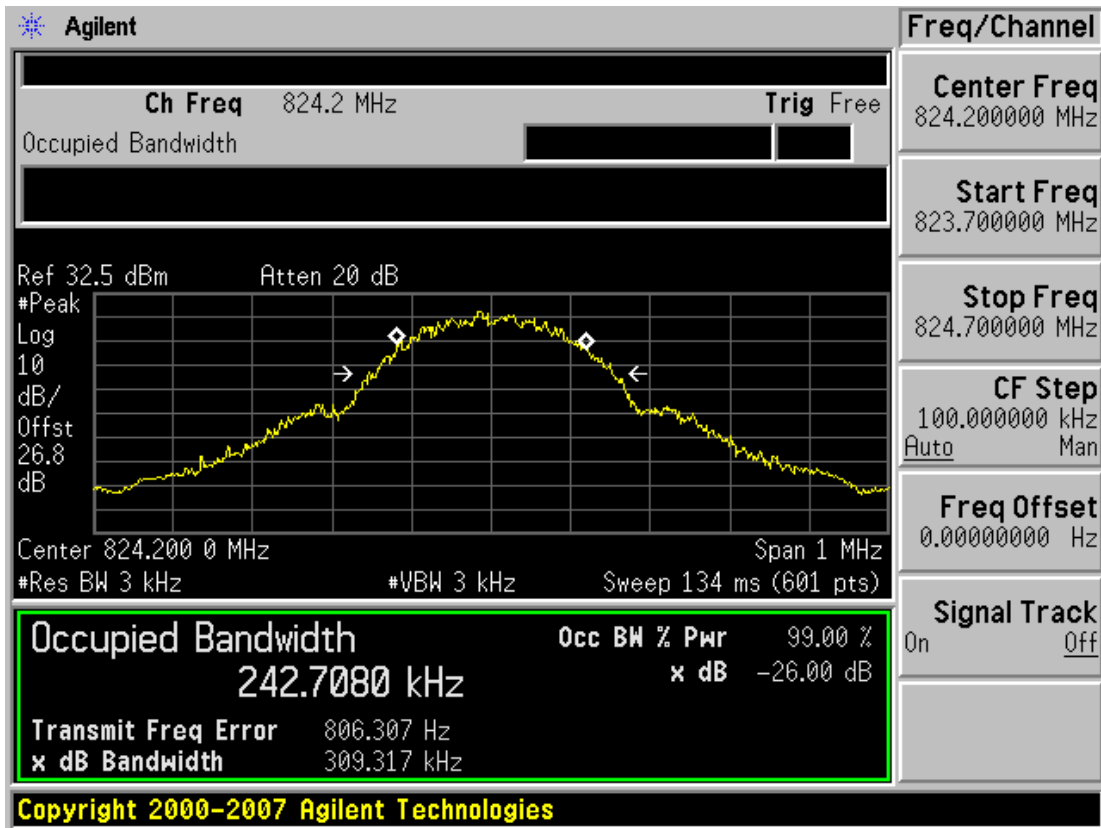 Agilent
Freq/Channel
Ch Freq 824.2 MHz Trig Free
Occupied Bandwidth
Center Freq
824.200000 MHz
Start Freq
823.700000 MHz
Stop Freq
824.700000 MHz
CF Step
100.000000 kHz
Auto Man
Freq Offset
0.00000000 Hz
Signal Track
On Off
Ref 32.5 dBm Atten 20 dB
#Peak
Log
10
dB/
Offst
26.8
dB
Center 824.200 0 MHz Span 1 MHz
#Res BW 3 kHz #VBW 3 kHz Sweep 134 ms (601 pts)
Occupied Bandwidth Occ BW % Pwr 99.00 %
242.7080 kHz x dB -26.00 dB
Transmit Freq Error 806.307 Hz
x dB Bandwidth 309.317 kHz
Copyright 2000-2007 Agilent Technologies